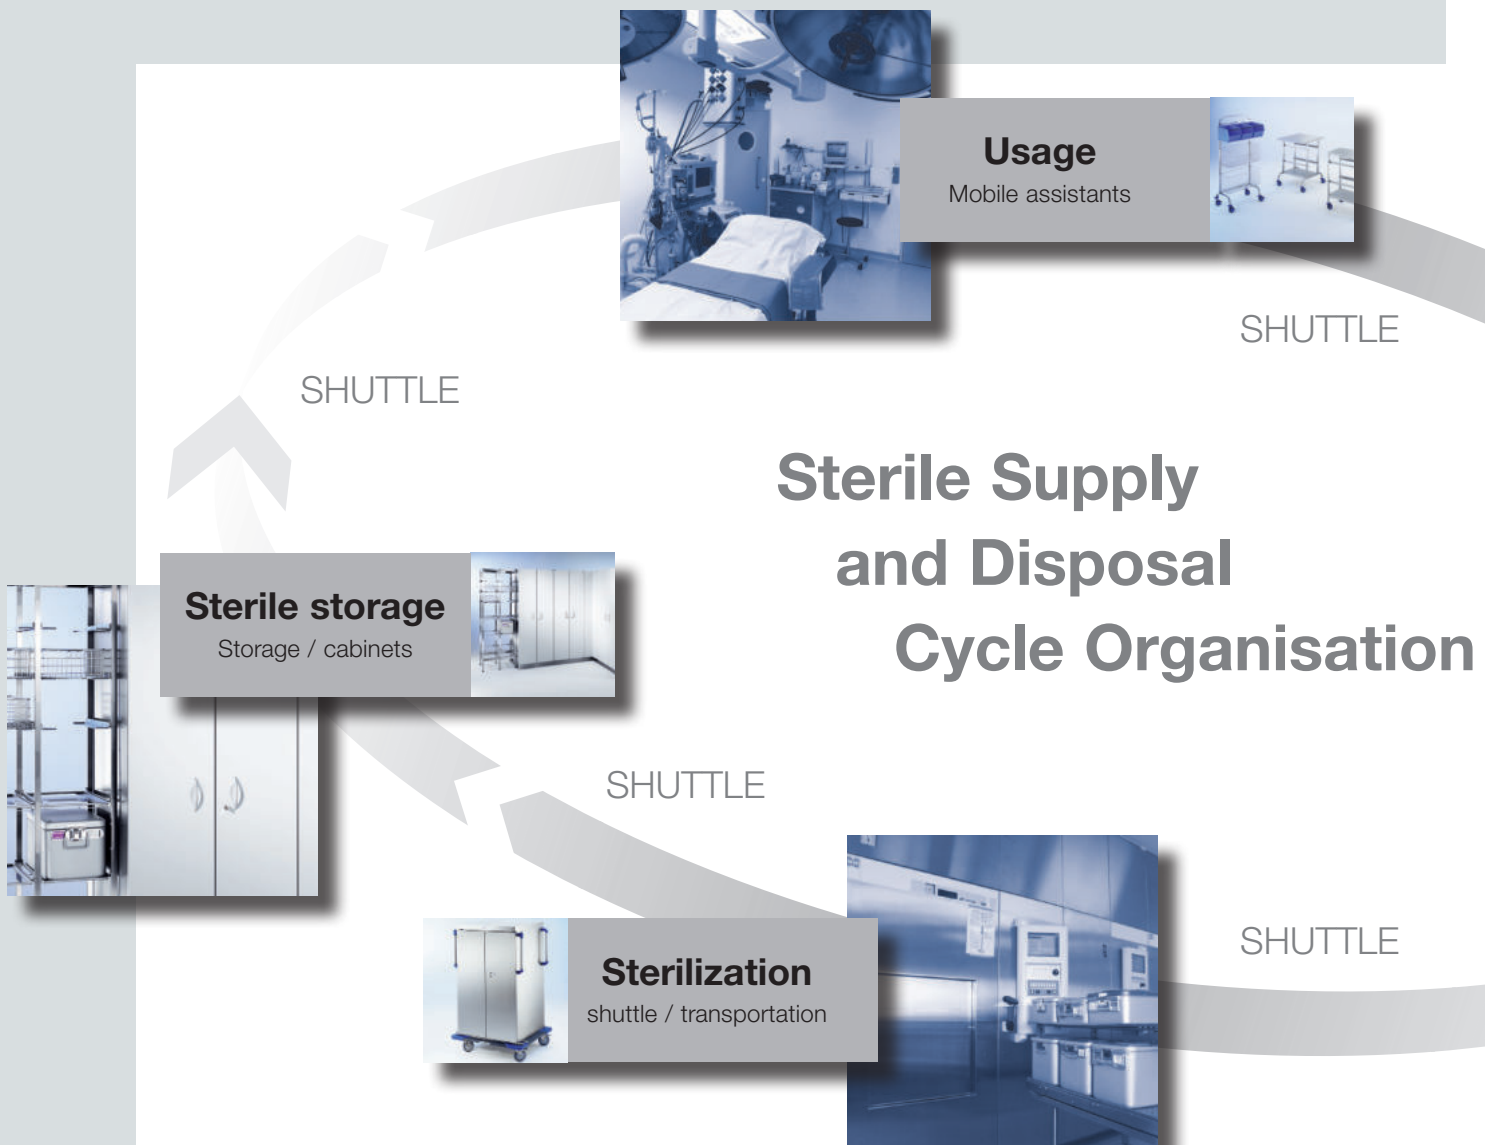 Usage
Mobile assistants
SHUTTLE
SHUTTLE
Sterile Supply
and Disposal
Cycle Organisation
Sterile storage
Storage / cabinets
SHUTTLE
SHUTTLE
Sterilization
shuttle / transportation